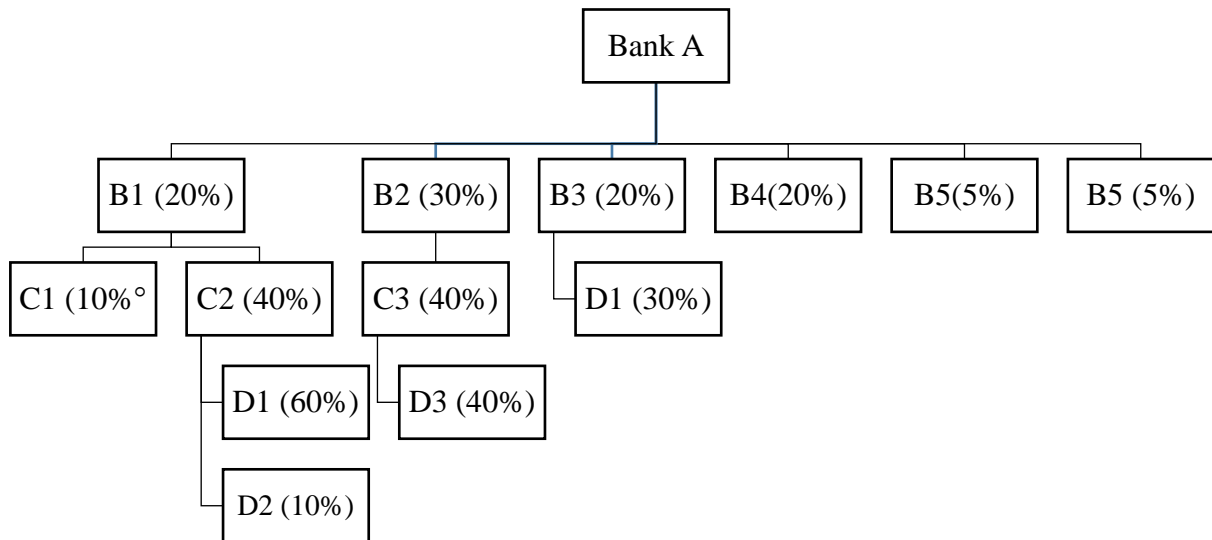 Bank A
B1 (20%)
B2 (30%)
B3 (20%)
B4(20%)
B5(5%)
B5 (5%)
C1 (10%°
C2 (40%)
C3 (40%)
D1 (30%)
D1 (60%)
D3 (40%)
D2 (10%)